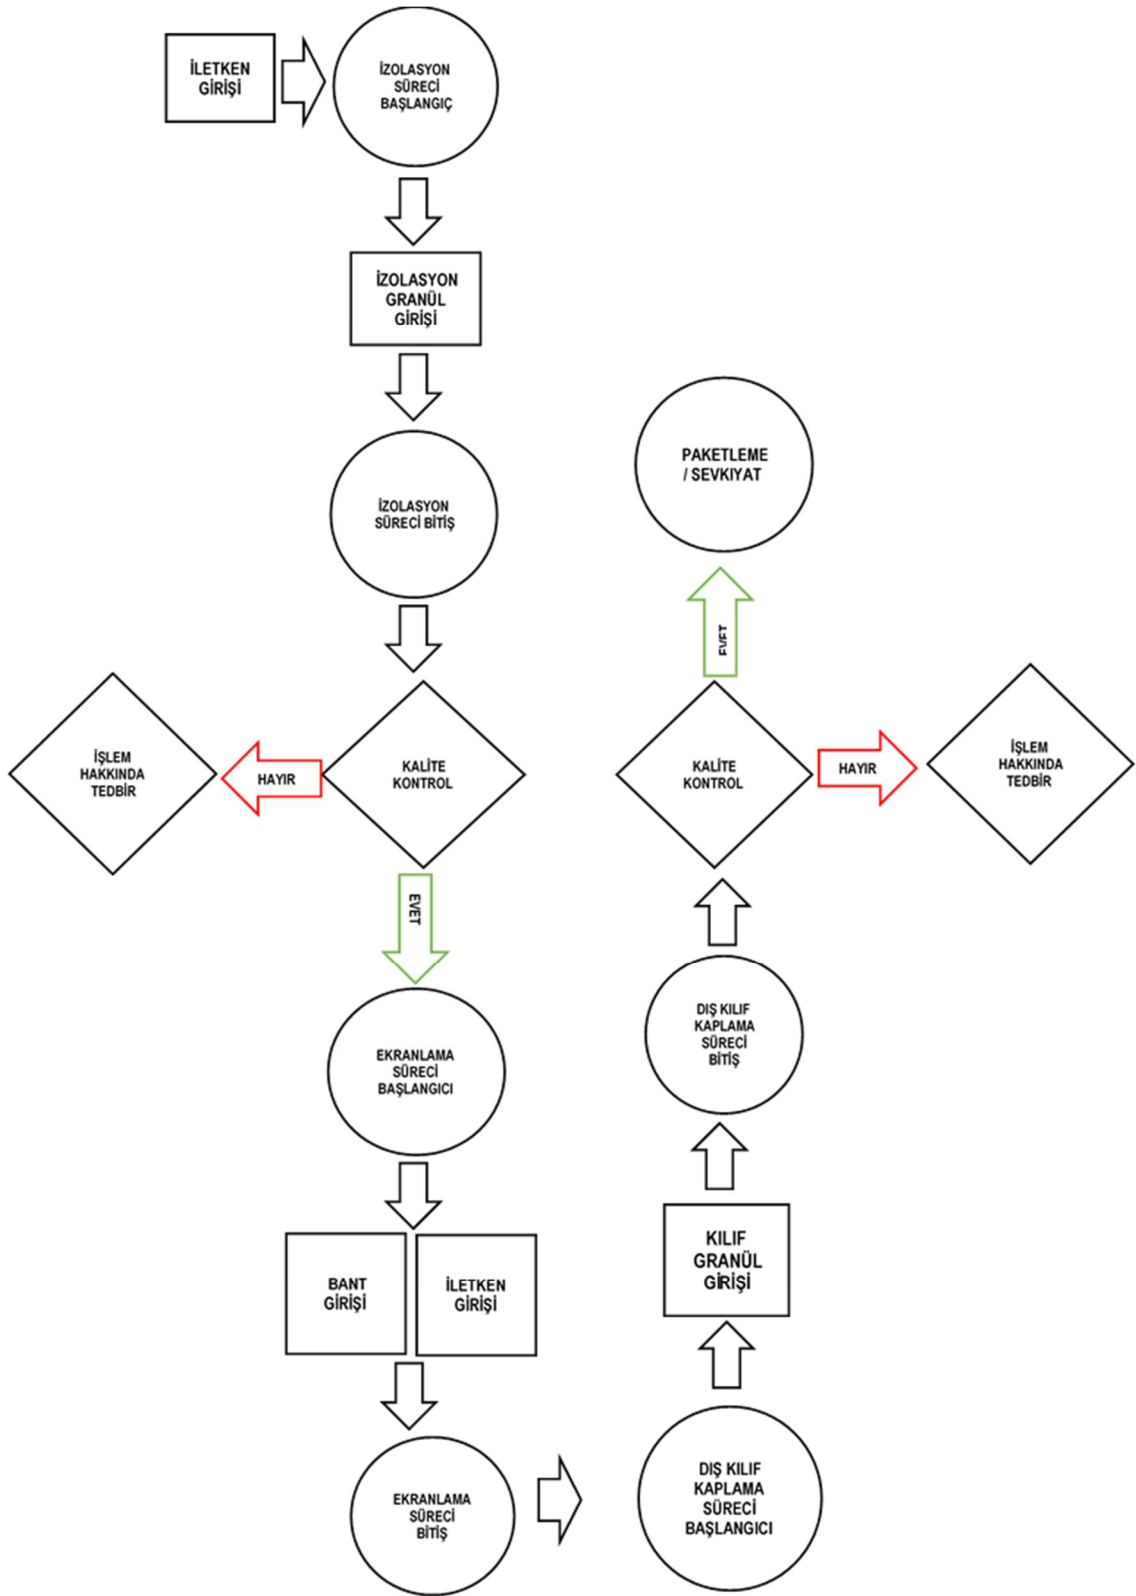 İLETKEN
GİRİŞİ
İZOLASYON
SÜRECİ
BAŞLANGIÇ
İZOLASYON
GRANÜL
GİRİŞİ
İZOLASYON
SÜRECİ BİTİŞ
KALİTE
KONTROL
HAYIR
İŞLEM
HAKKINDA
TEDBİR
EVET
EKRANLAMA
SÜRECİ
BAŞLANGICI
BANT
GİRİŞİ
İLETKEN
GİRİŞİ
EKRANLAMA
SÜRECİ
BİTİŞ
DIŞ KILIF
KAPLAMA
SÜRECİ
BAŞLANGICI
KILIF
GRANÜL
GİRİŞİ
DIŞ KILIF
KAPLAMA
SÜRECİ
BİTİŞ
KALİTE
KONTROL
HAYIR
İŞLEM
HAKKINDA
TEDBİR
EVET
PAKETLEME
/ SEVKIYAT